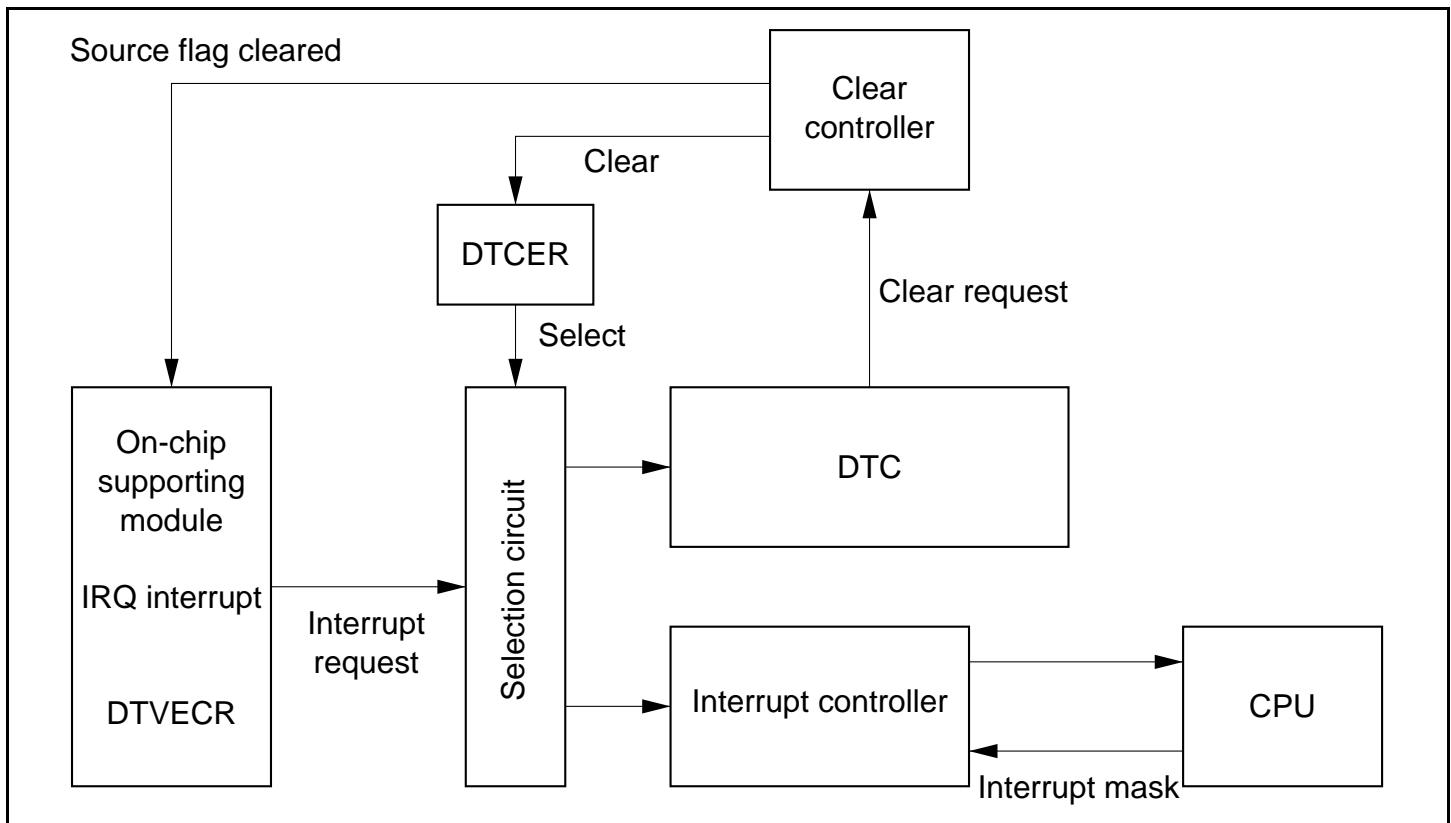 Source flag cleared
Clear
controller
Clear
DTCER
Clear request
Select
On-chip
supporting
module
IRQ interrupt
DTVECR
Interrupt
request
Selection circuit
DTC
Interrupt controller
CPU
Interrupt mask